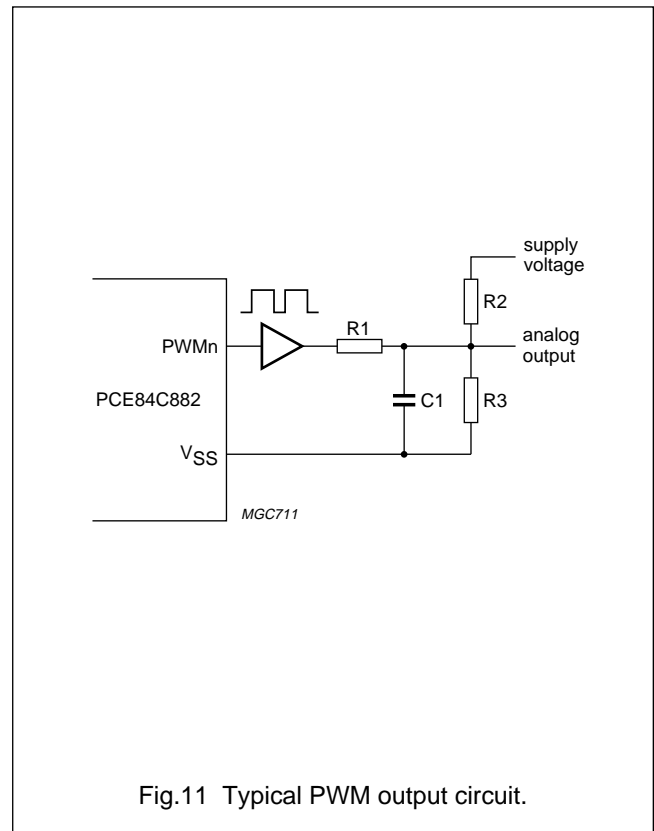 supply
voltage
R2
R1
analog
output
PWMn
PCE84C882
C1
R3
VSS
MGC711
Fig.11 Typical PWM output circuit.